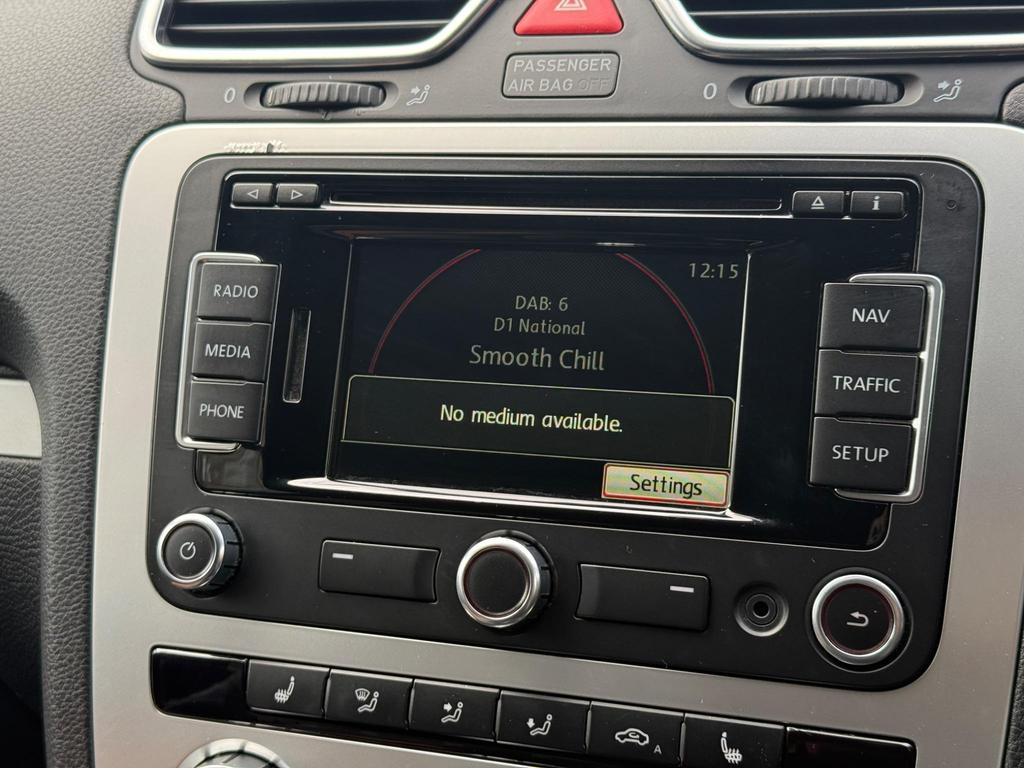 PASSENGER
AIR BAG OFF
0
0
i
12:15
RADIO
MEDIA
PHONE
DAB: 6
D1 National
Smooth Chill
No medium available.
Settings
NAV
TRAFFIC
SETUP
A